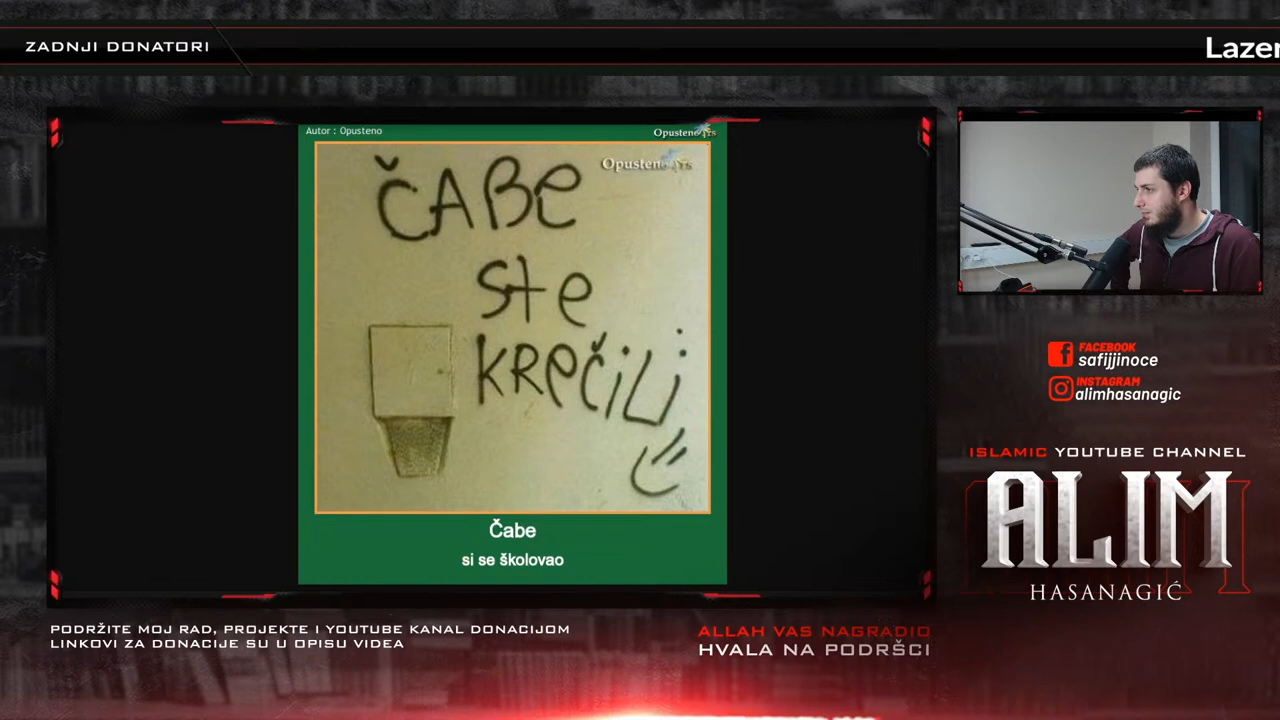 ZADNJI DONATORI
Lazer
Autor : Opusteno
Opusteno.rs
Opusteno.rs
ČABE
stE
KREČILI
Čabe
si se školovao
FACEBOOK
safijjinoce
INSTAGRAM
alimhasanagic
ISLAMIC YOUTUBE CHANNEL
ALIM
HASANAGIĆ
PODRŽITE MOJ RAD, PROJEKTE I YOUTUBE KANAL DONACIJOM
LINKOVI ZA DONACIJE SU U OPISU VIDEA
ALLAH VAS NAGRADIO
HVALA NA PODRŠCI